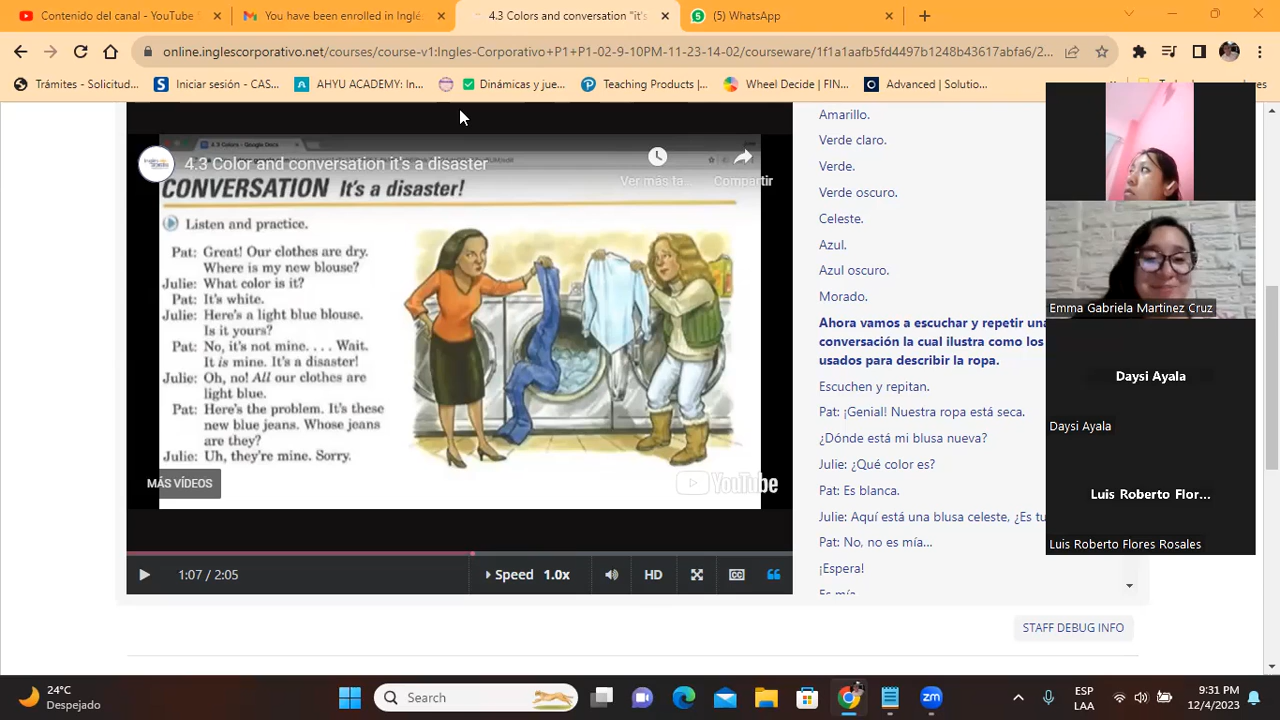 Contenido del canal - YouTube
You have been enrolled in Inglé
4.3 Colors and conversation "it's
(5) WhatsApp
online.inglescorporativo.net/courses/course-v1:Ingles-Corporativo+P1+P1-02-9-10PM-11-23-14-02/courseware/1f1a1aafb5fd4497b1248b43617abfa6/2...
Trámites - Solicitud...
Iniciar sesión - CAS...
AHYU ACADEMY: In...
Dinámicas y jue...
Teaching Products |...
Wheel Decide | FIN...
Advanced | Solutio...
4.3 Colors - Google Docs
4.3 Color and conversation it's a disaster
Ver más ta...
Compartir
CONVERSATION It's a disaster!
Listen and practice.
Pat: Great! Our clothes are dry.
Where is my new blouse?
Julie: What color is it?
Pat: It's white.
Julie: Here's a light blue blouse.
Is it yours?
Pat: No, it's not mine. . . . Wait.
It is mine. It's a disaster!
Julie: Oh, no! All our clothes are
light blue.
Pat: Here's the problem. It's these
new blue jeans. Whose jeans
are they?
Julie: Uh, they're mine. Sorry.
MÁS VÍDEOS
YouTube
1:07 / 2:05
Speed 1.0x
HD
Amarillo.
Verde claro.
Verde.
Verde oscuro.
Celeste.
Azul.
Azul oscuro.
Morado.
Ahora vamos a escuchar y repetir una
conversación la cual ilustra como los
usados para describir la ropa.
Escuchen y repitan.
Pat: ¡Genial! Nuestra ropa está seca.
¿Dónde está mi blusa nueva?
Julie: ¿Qué color es?
Pat: Es blanca.
Julie: Aquí está una blusa celeste, ¿Es tu
Pat: No, no es mía...
¡Espera!
Es mía
STAFF DEBUG INFO
Emma Gabriela Martinez Cruz
Daysi Ayala
Daysi Ayala
Luis Roberto Flor...
Luis Roberto Flores Rosales
24°C
Despejado
Search
ESP
LAA
9:31 PM
12/4/2023